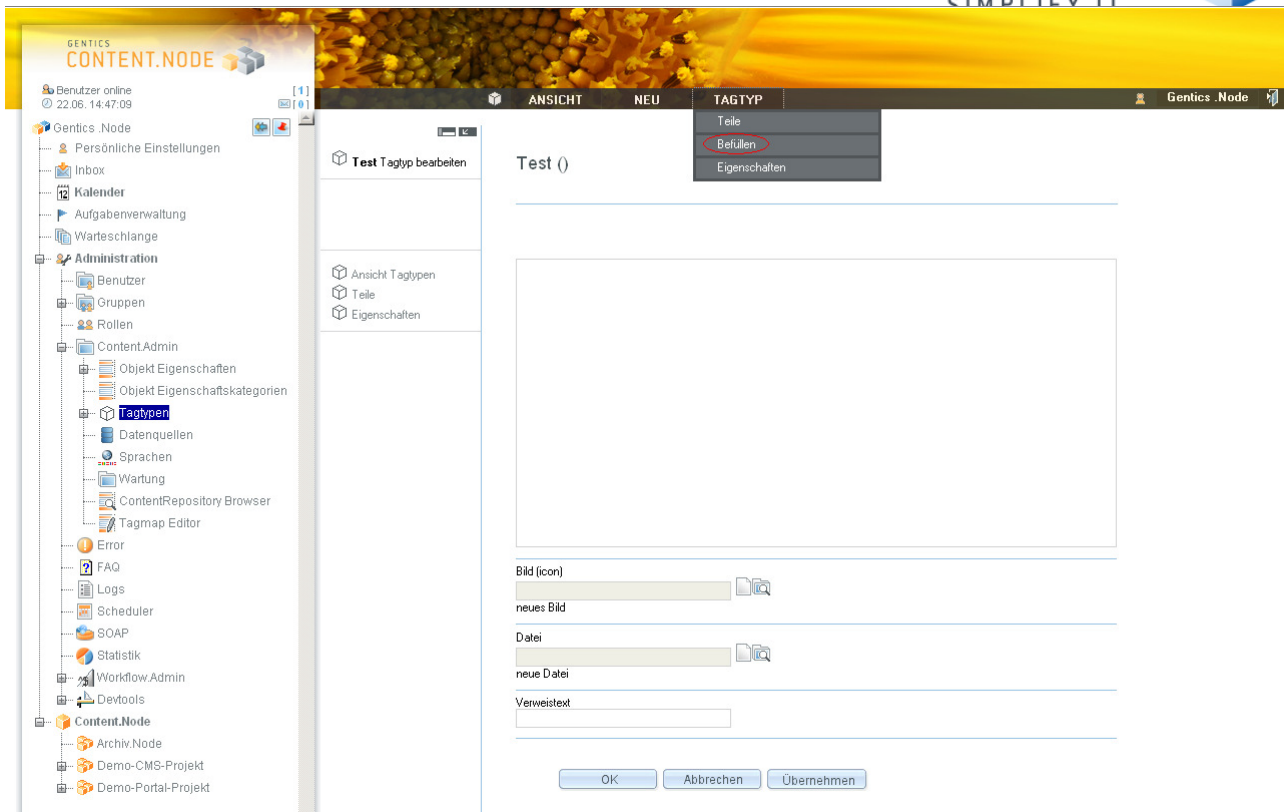 SIMPLIFY IT
GENTICS
CONTENT.NODE
Benutzer online [1]
22.06. 14:47:09 [0]
ANSICHT NEU TAGTYP Gentics .Node
Teile
Befüllen
Eigenschaften
Gentics .Node
Persönliche Einstellungen
Inbox
12 Kalender
Aufgabenverwaltung
Warteschlange
Administration
Benutzer
Gruppen
Rollen
Content.Admin
Objekt Eigenschaften
Objekt Eigenschaftskategorien
Tagtypen
Datenquellen
Sprachen
Wartung
ContentRepository Browser
Tagmap Editor
Error
FAQ
Logs
Scheduler
SOAP
Statistik
Workflow.Admin
Devtools
Content.Node
Archiv.Node
Demo-CMS-Projekt
Demo-Portal-Projekt
Test Tagtyp bearbeiten
Ansicht Tagtypen
Teile
Eigenschaften
Test ()
Bild (icon)
neues Bild
Datei
neue Datei
Verweistext
OK Abbrechen Übernehmen